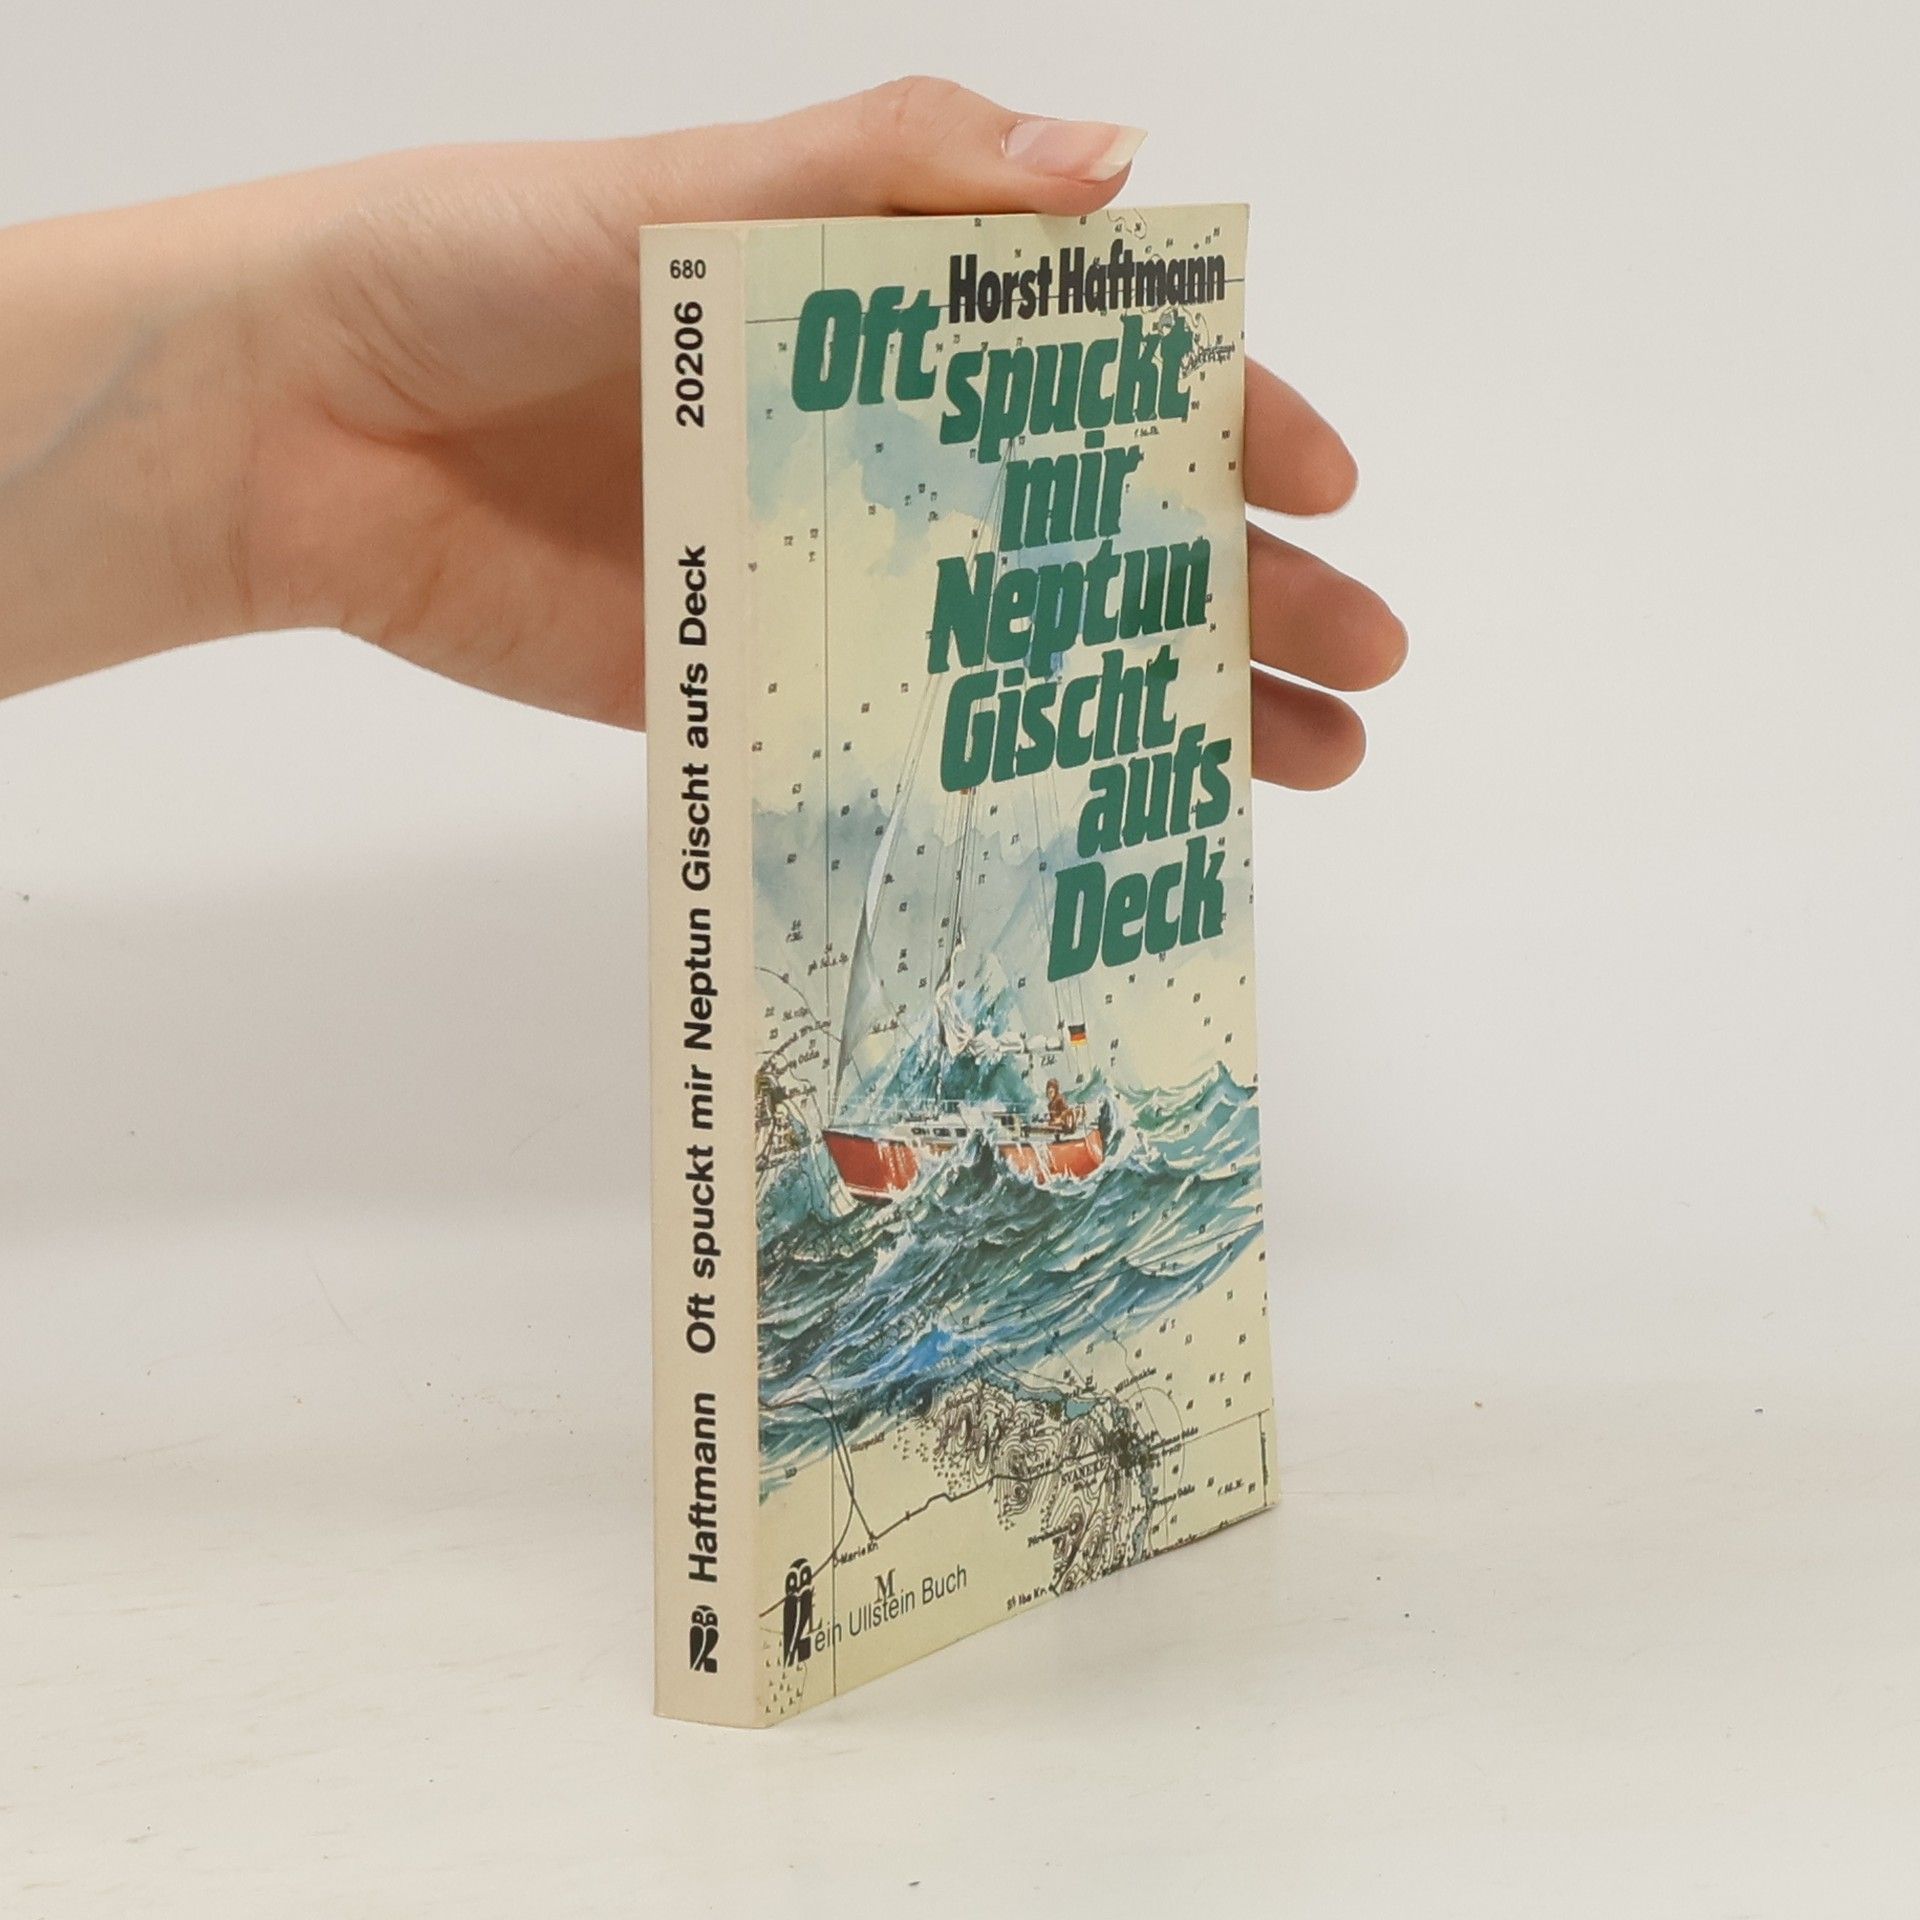 680
20206
Haftmann Oft spuckt mir Neptun Gischt aufs Deck
Horst Haftmann
Oft
spuckt
mir
Neptun
Gischt
aufs
Deck
SVANEKE
M
ein Ullstein Buch